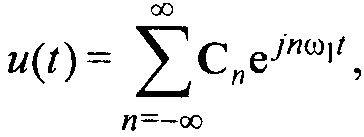 u(t) = ∑_{n=-∞}^{∞} C_n e^{jnω_1 t},